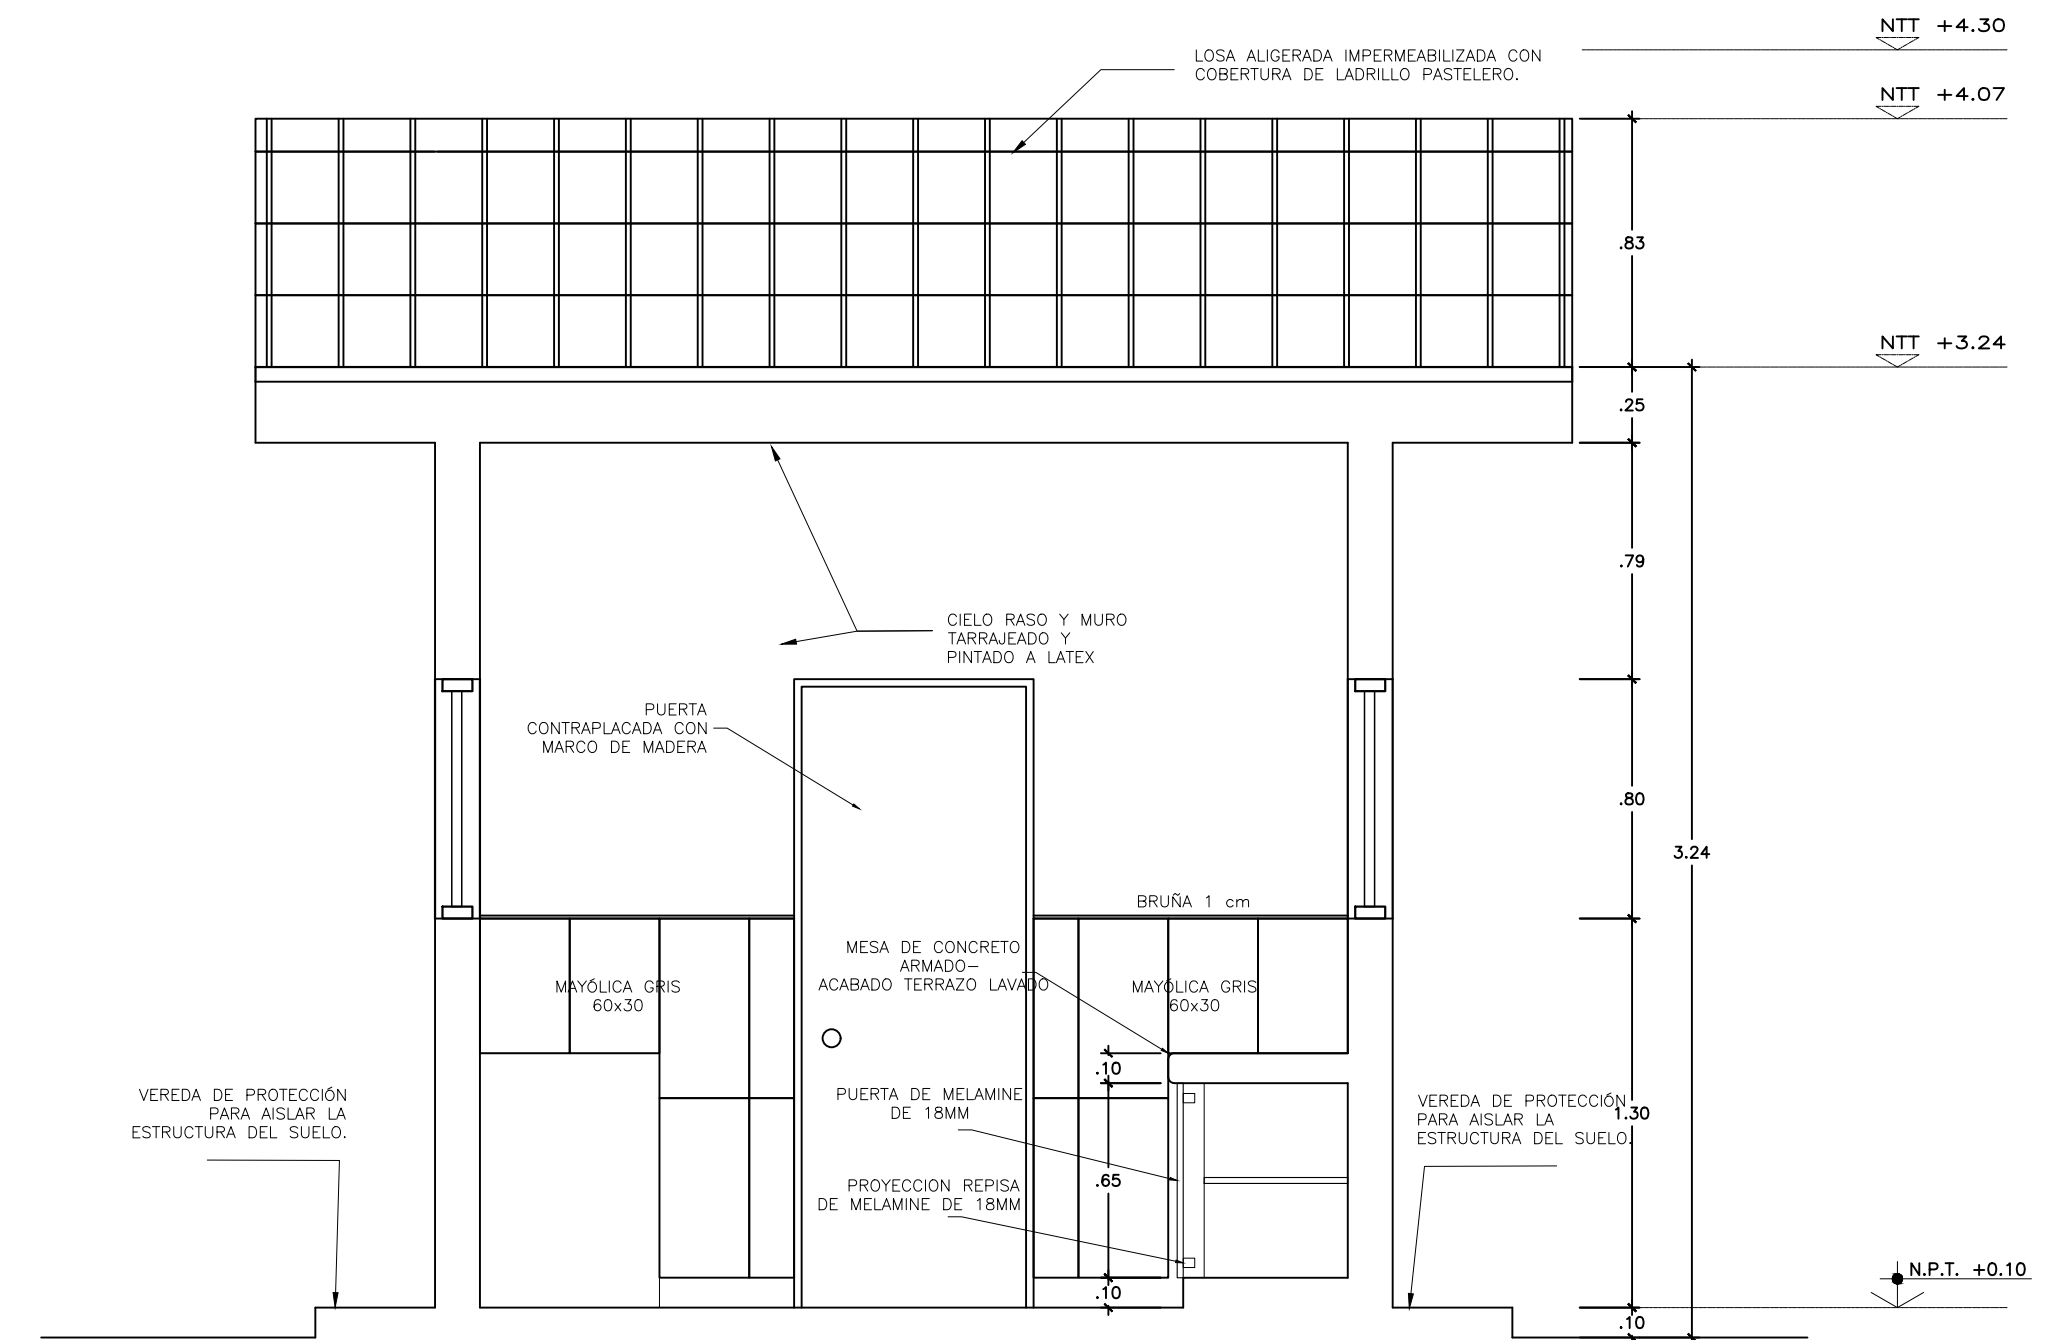 NTT +4.30
LOSA ALIGERADA IMPERMEABILIZADA CON
COBERTURA DE LADRILLO PASTELERO.
NTT +4.07
.83
NTT +3.24
.25
.79
CIELO RASO Y MURO
TARRAJEADO Y
PINTADO A LATEX
PUERTA
CONTRAPLACADA CON
MARCO DE MADERA
.80
3.24
BRUÑA 1 cm
MESA DE CONCRETO
ARMADO-
ACABADO TERRAZO LAVADO
MAYÓLICA GRIS
60x30
MAYÓLICA GRIS
60x30
.10
VEREDA DE PROTECCIÓN
PARA AISLAR LA
ESTRUCTURA DEL SUELO.
PUERTA DE MELAMINE
DE 18MM
VEREDA DE PROTECCIÓN
PARA AISLAR LA
ESTRUCTURA DEL SUELO.
1.30
.65
PROYECCION REPISA
DE MELAMINE DE 18MM
N.P.T. +0.10
.10
.10